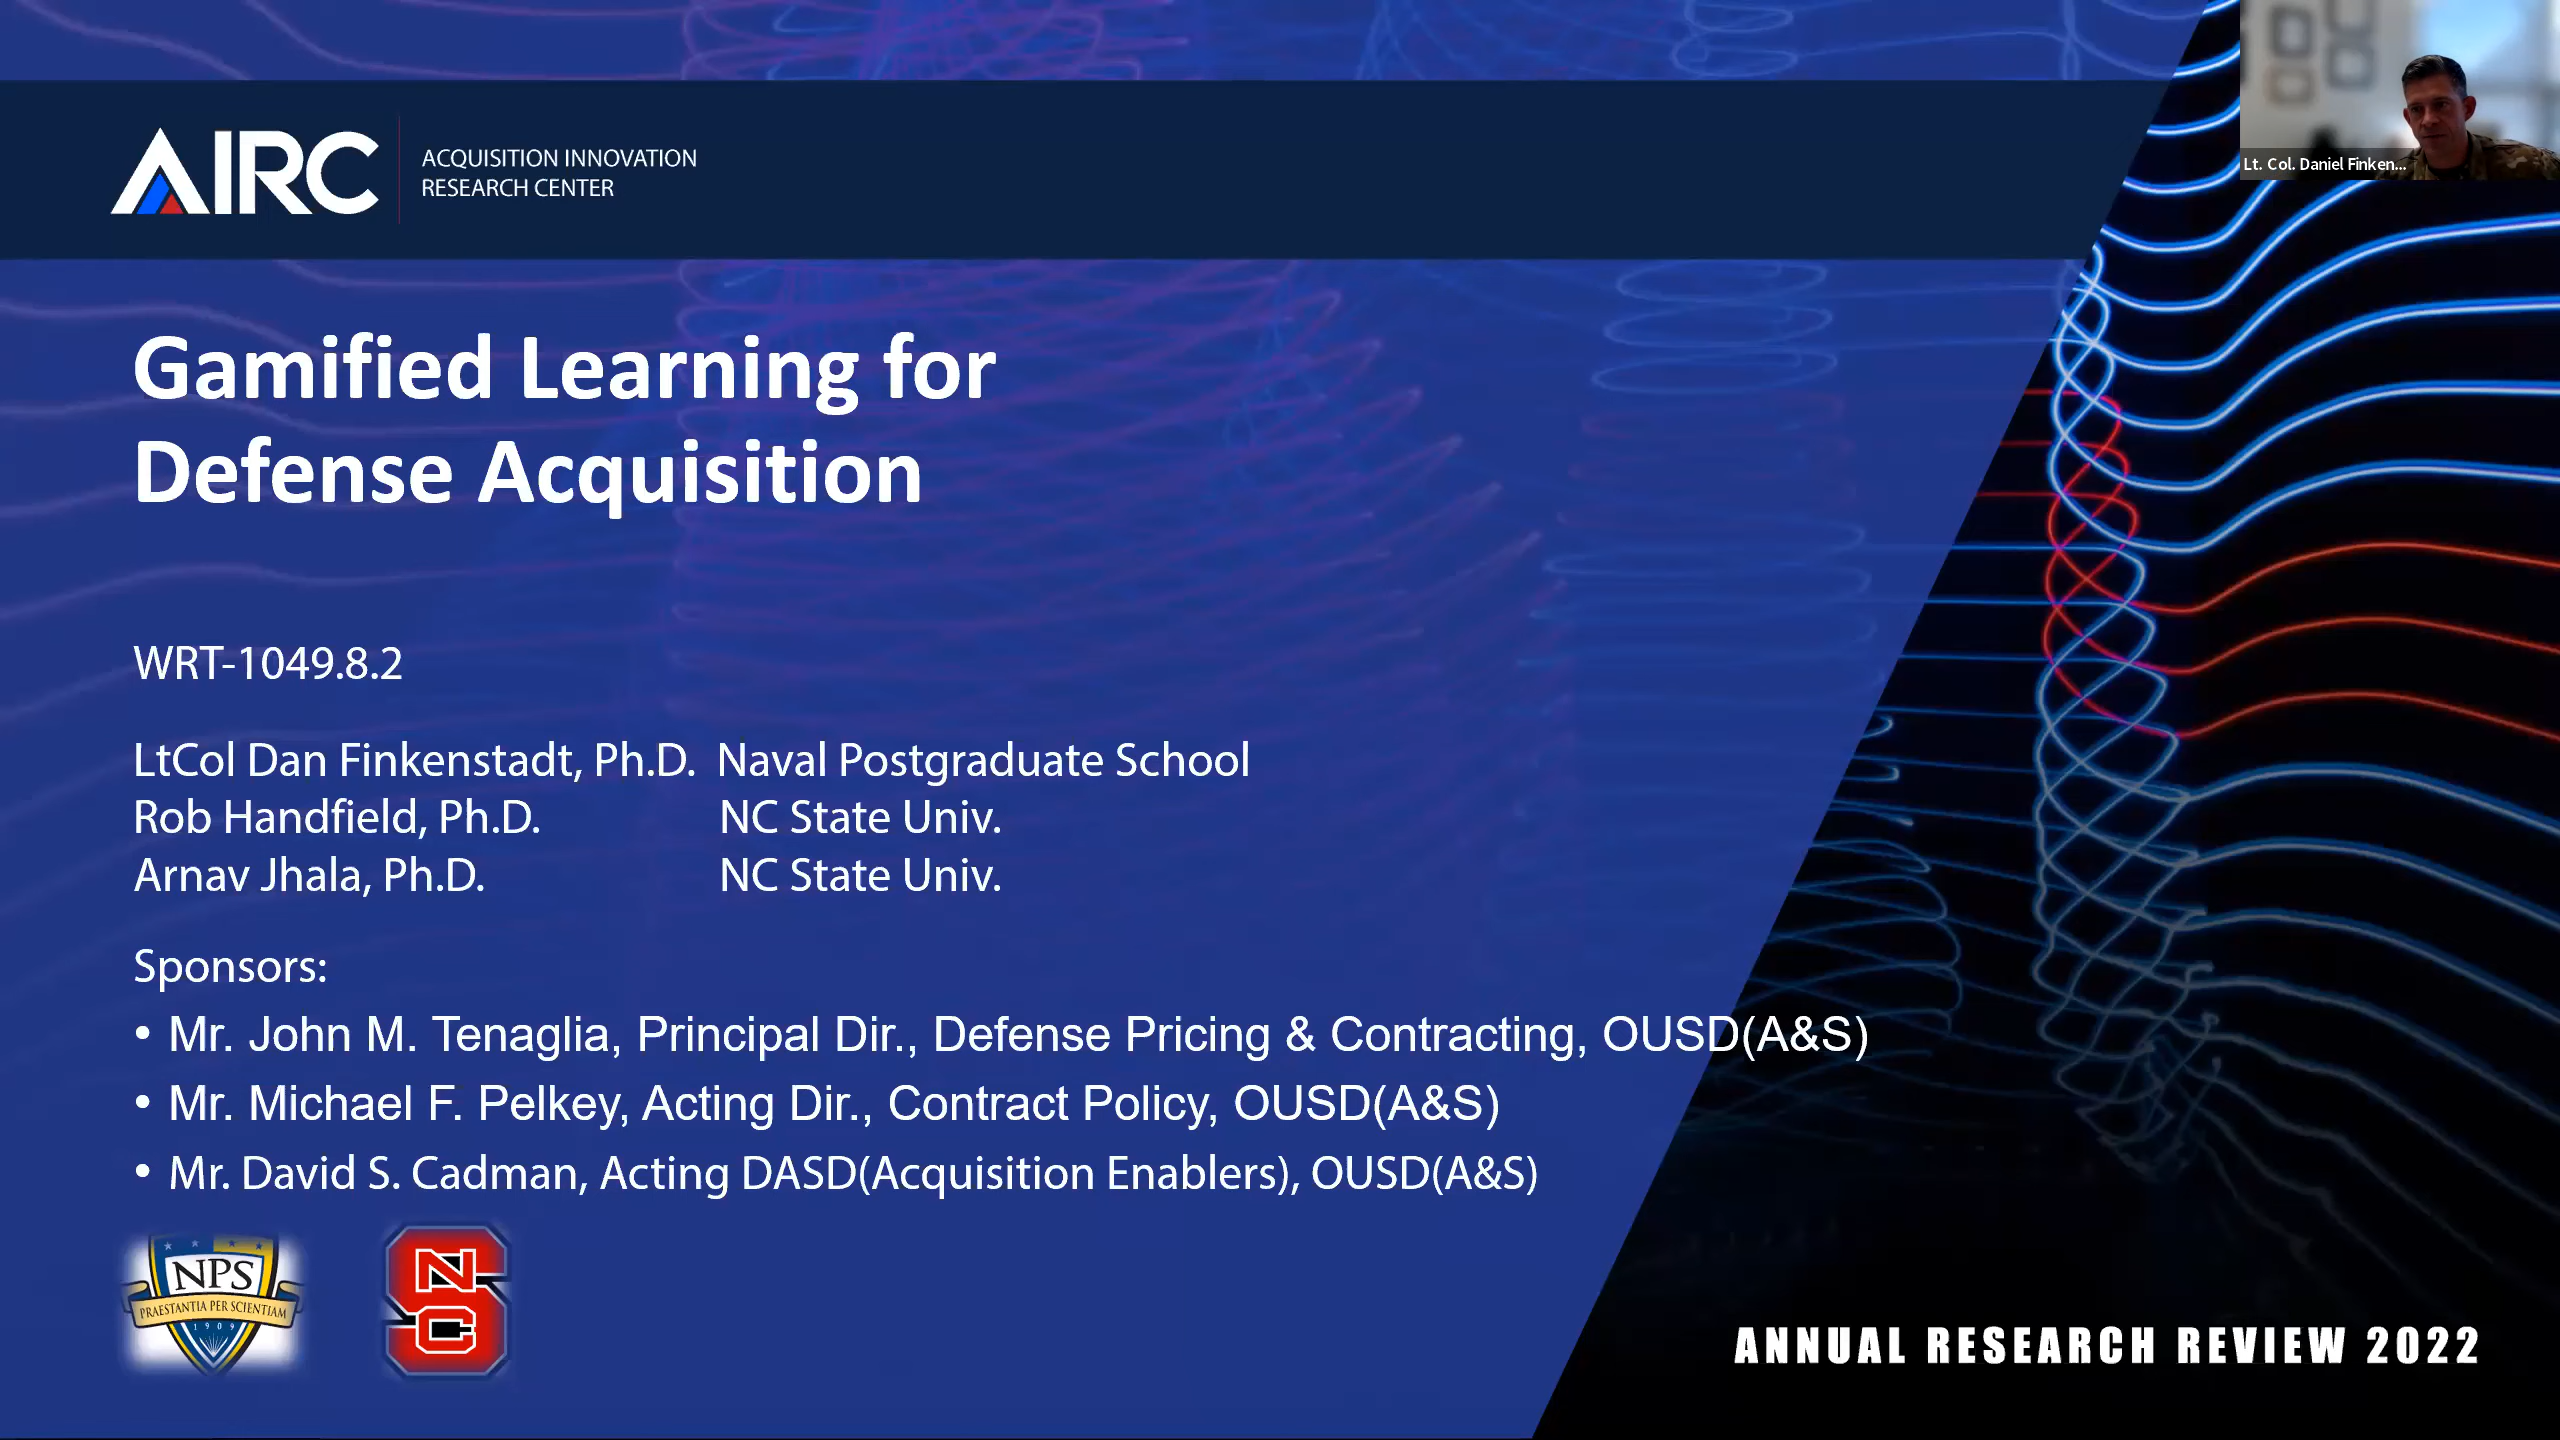 AIRC
ACQUISITION INNOVATION
RESEARCH CENTER
Lt. Col. Daniel Finken...
Gamified Learning for
Defense Acquisition
WRT-1049.8.2
LtCol Dan Finkenstadt, Ph.D. Naval Postgraduate School
Rob Handfield, Ph.D. NC State Univ.
Arnav Jhala, Ph.D. NC State Univ.
Sponsors:
• Mr. John M. Tenaglia, Principal Dir., Defense Pricing & Contracting, OUSD(A&S)
• Mr. Michael F. Pelkey, Acting Dir., Contract Policy, OUSD(A&S)
• Mr. David S. Cadman, Acting DASD(Acquisition Enablers), OUSD(A&S)
NPS
PRAESTANTIA PER SCIENTIAM
1909
NC
ANNUAL RESEARCH REVIEW 2022